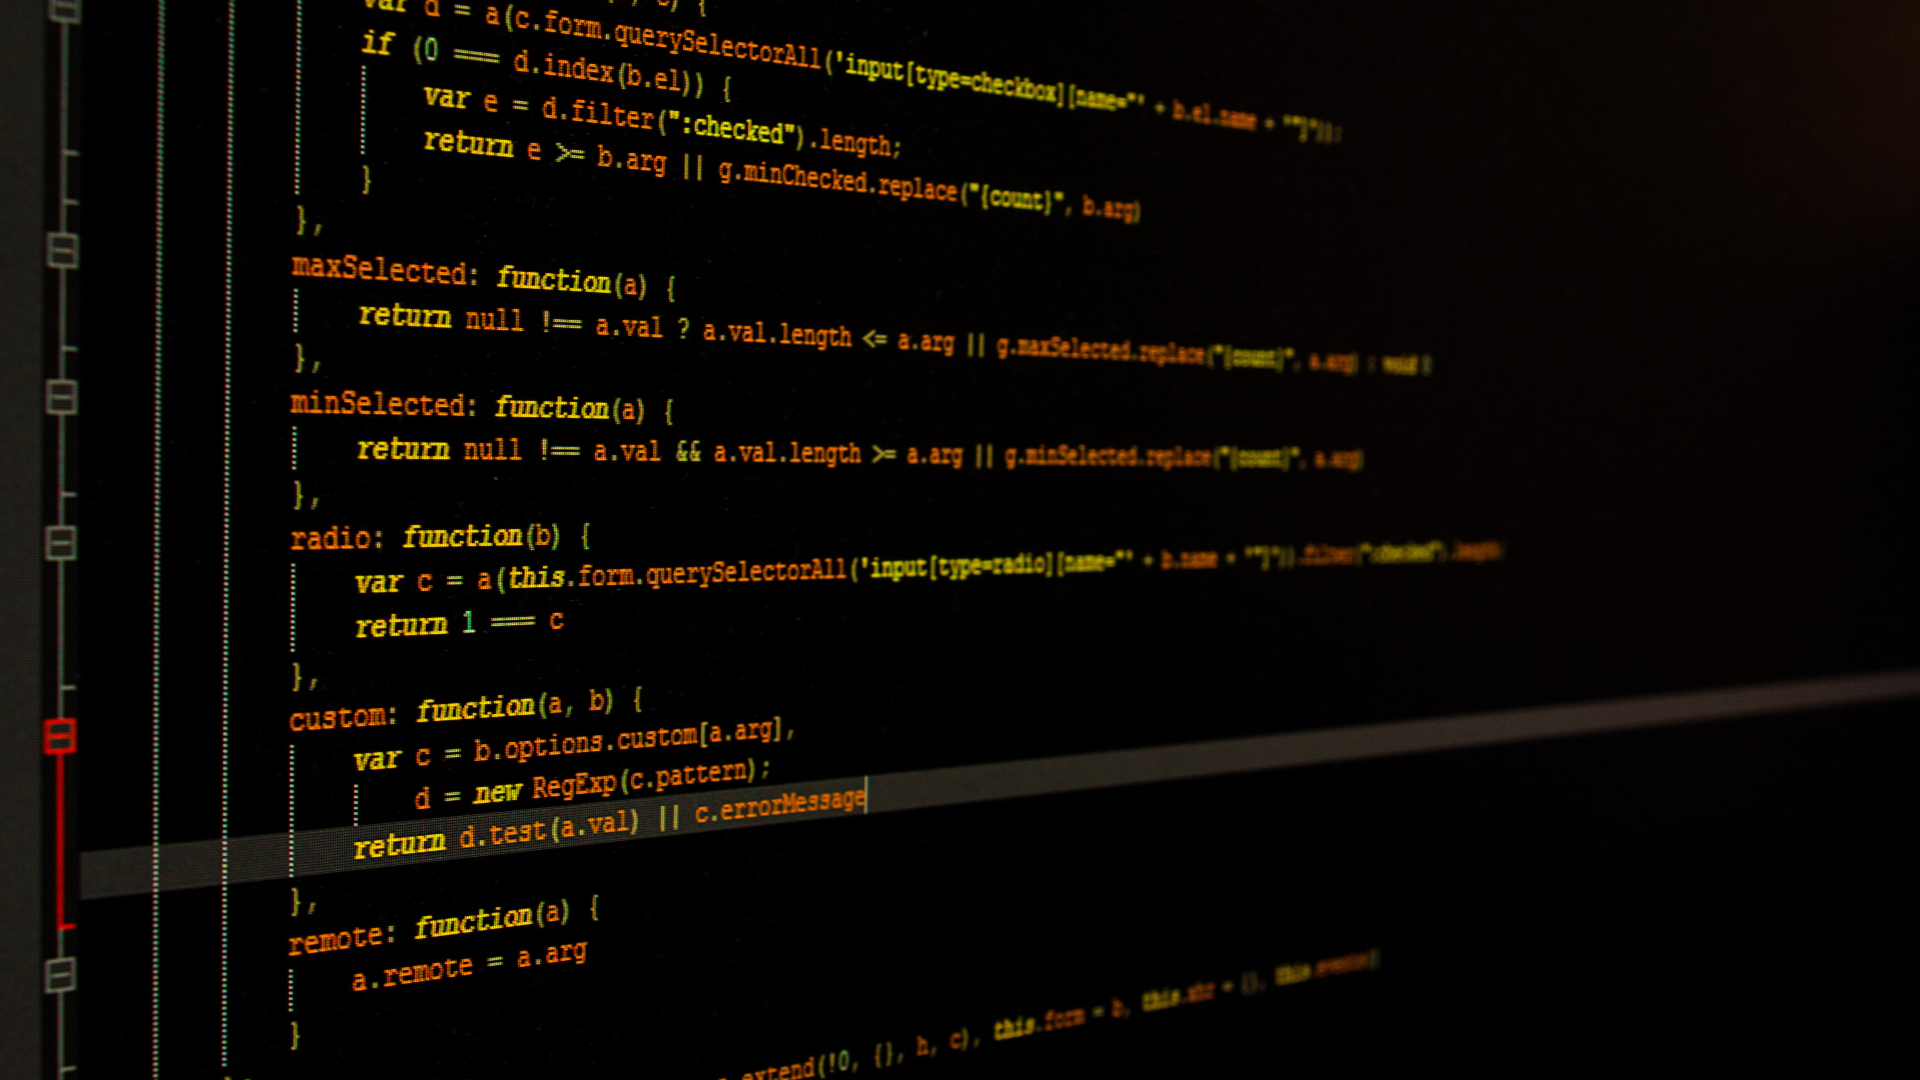 var d = a(c.form.querySelectorAll('input[type=checkbox][name="' + b.el.name + '"]'));
if (0 === d.index(b.el)) {
var e = d.filter(":checked").length;
return e >= b.arg || g.minChecked.replace("{count}", b.arg)
}
},
maxSelected: function(a) {
return null !== a.val ? a.val.length <= a.arg || g.maxSelected.replace("{count}", a.arg) : void 0
},
minSelected: function(a) {
return null !== a.val && a.val.length >= a.arg || g.minSelected.replace("{count}", a.arg)
},
radio: function(b) {
var c = a(this.form.querySelectorAll('input[type=radio][name="' + b.name + '"]')).filter(":checked").length;
return 1 === c
},
custom: function(a, b) {
var c = b.options.custom[a.arg],
d = new RegExp(c.pattern);
return d.test(a.val) || c.errorMessage
},
remote: function(a) {
a.remote = a.arg
}
extend(!0, {}, h, c), this.form = b, this.xhr = {}, this.events()